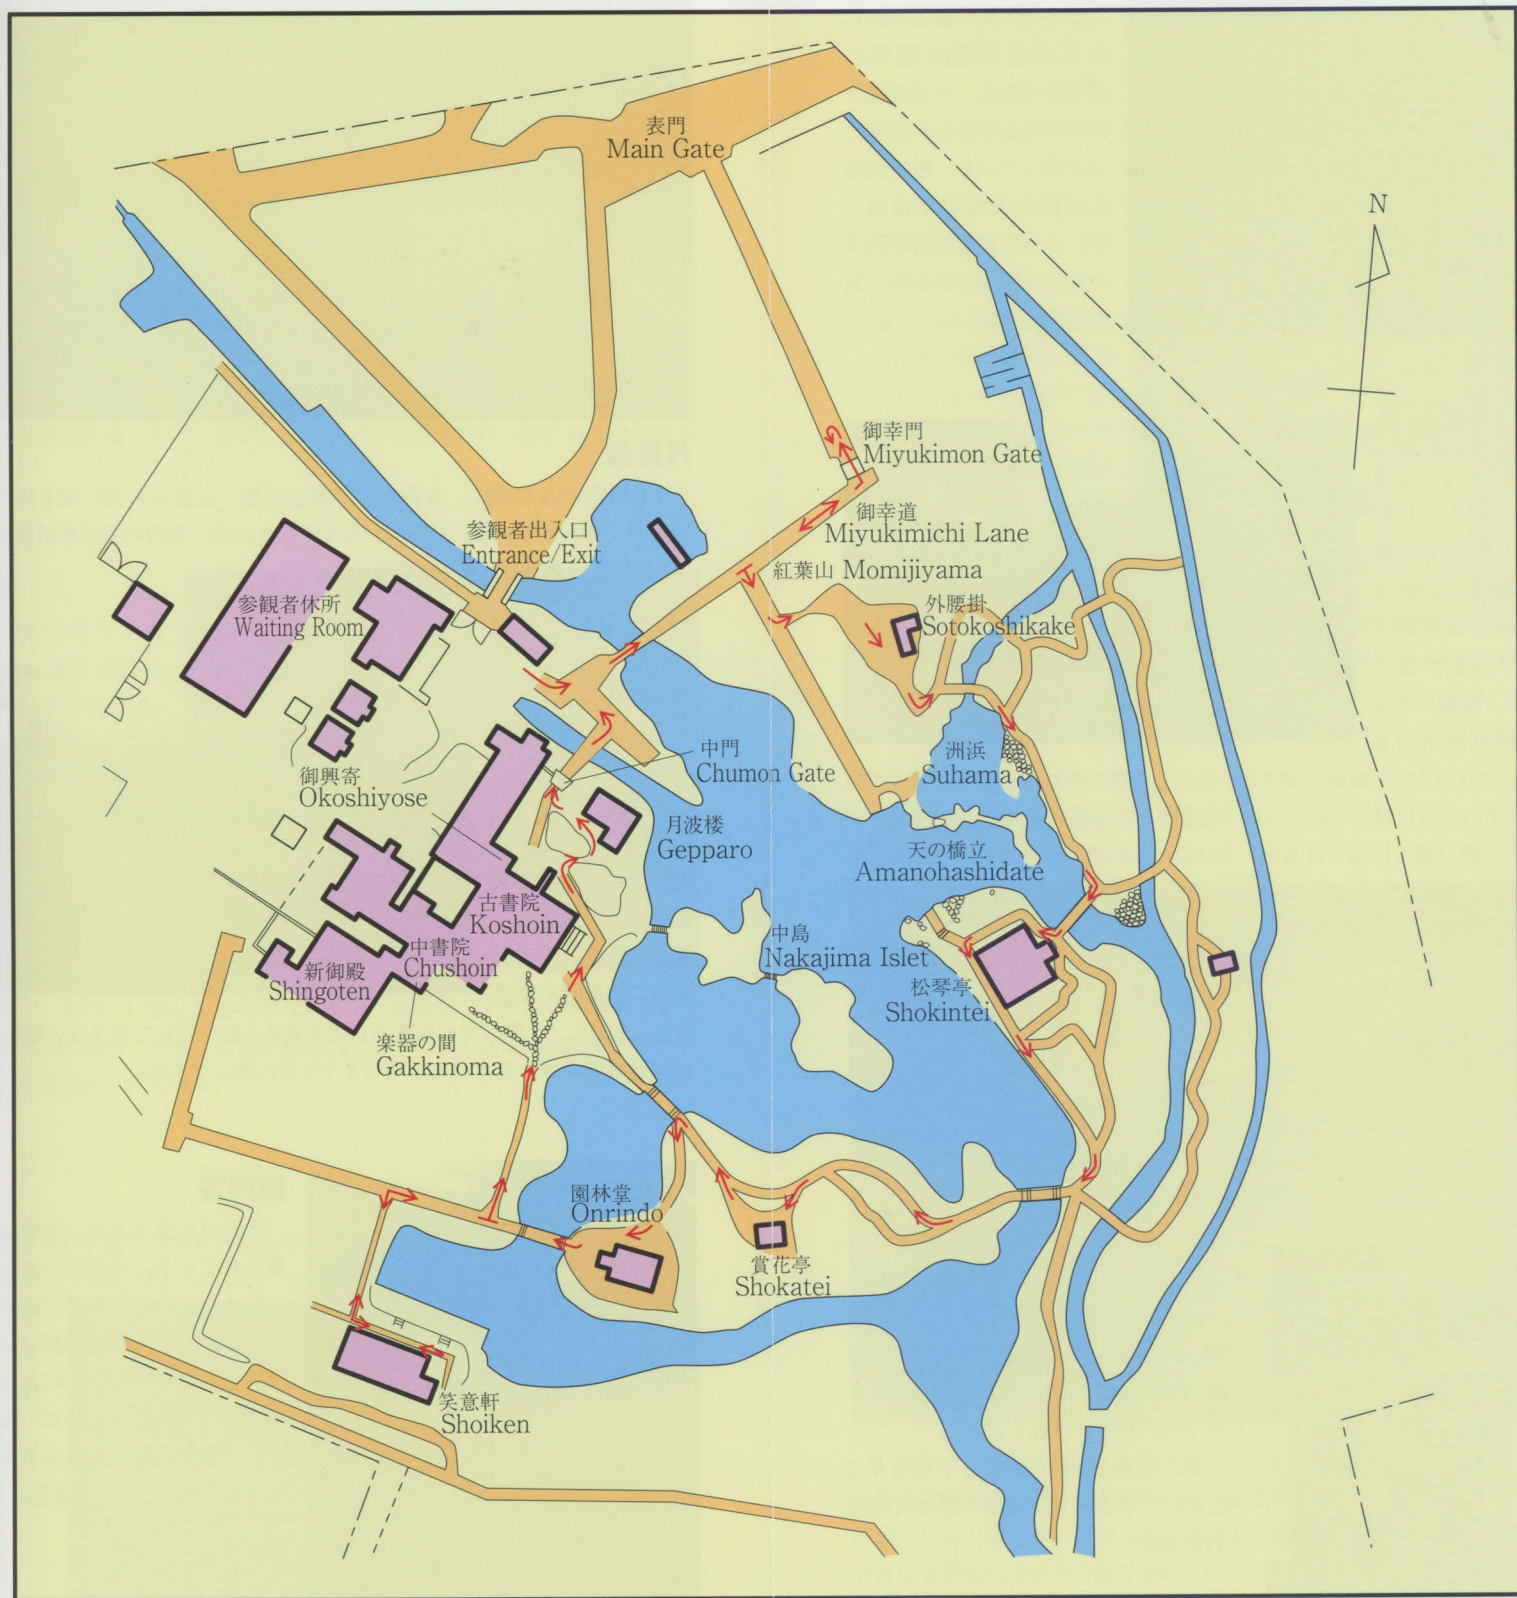 表門
Main Gate
N
御幸門
Miyukimon Gate
御幸道
Miyukimichi Lane
参観者出入口
Entrance/Exit
紅葉山 Momijiyama
外腰掛
Sotokoshikake
参観者休所
Waiting Room
中門
Chumon Gate
洲浜
Suhama
御興寄
Okoshiyose
月波楼
Gepparo
天の橋立
Amanohashidate
古書院
Koshoin
中書院
Chushoin
新御殿
Shingoten
中島
Nakajima Islet
松琴亭
Shokintei
楽器の間
Gakkinoma
園林堂
Onrindo
賞花亭
Shokatei
笑意軒
Shoiken